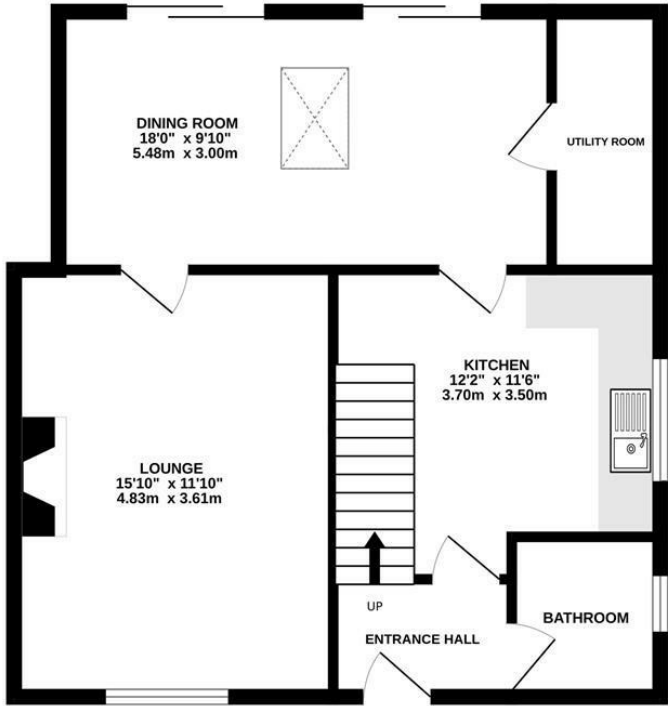 DINING ROOM
18'0" x 9'10"
5.48m x 3.00m
UTILITY ROOM
KITCHEN
12'2" x 11'6"
3.70m x 3.50m
LOUNGE
15'10" x 11'10"
4.83m x 3.61m
UP
ENTRANCE HALL
BATHROOM